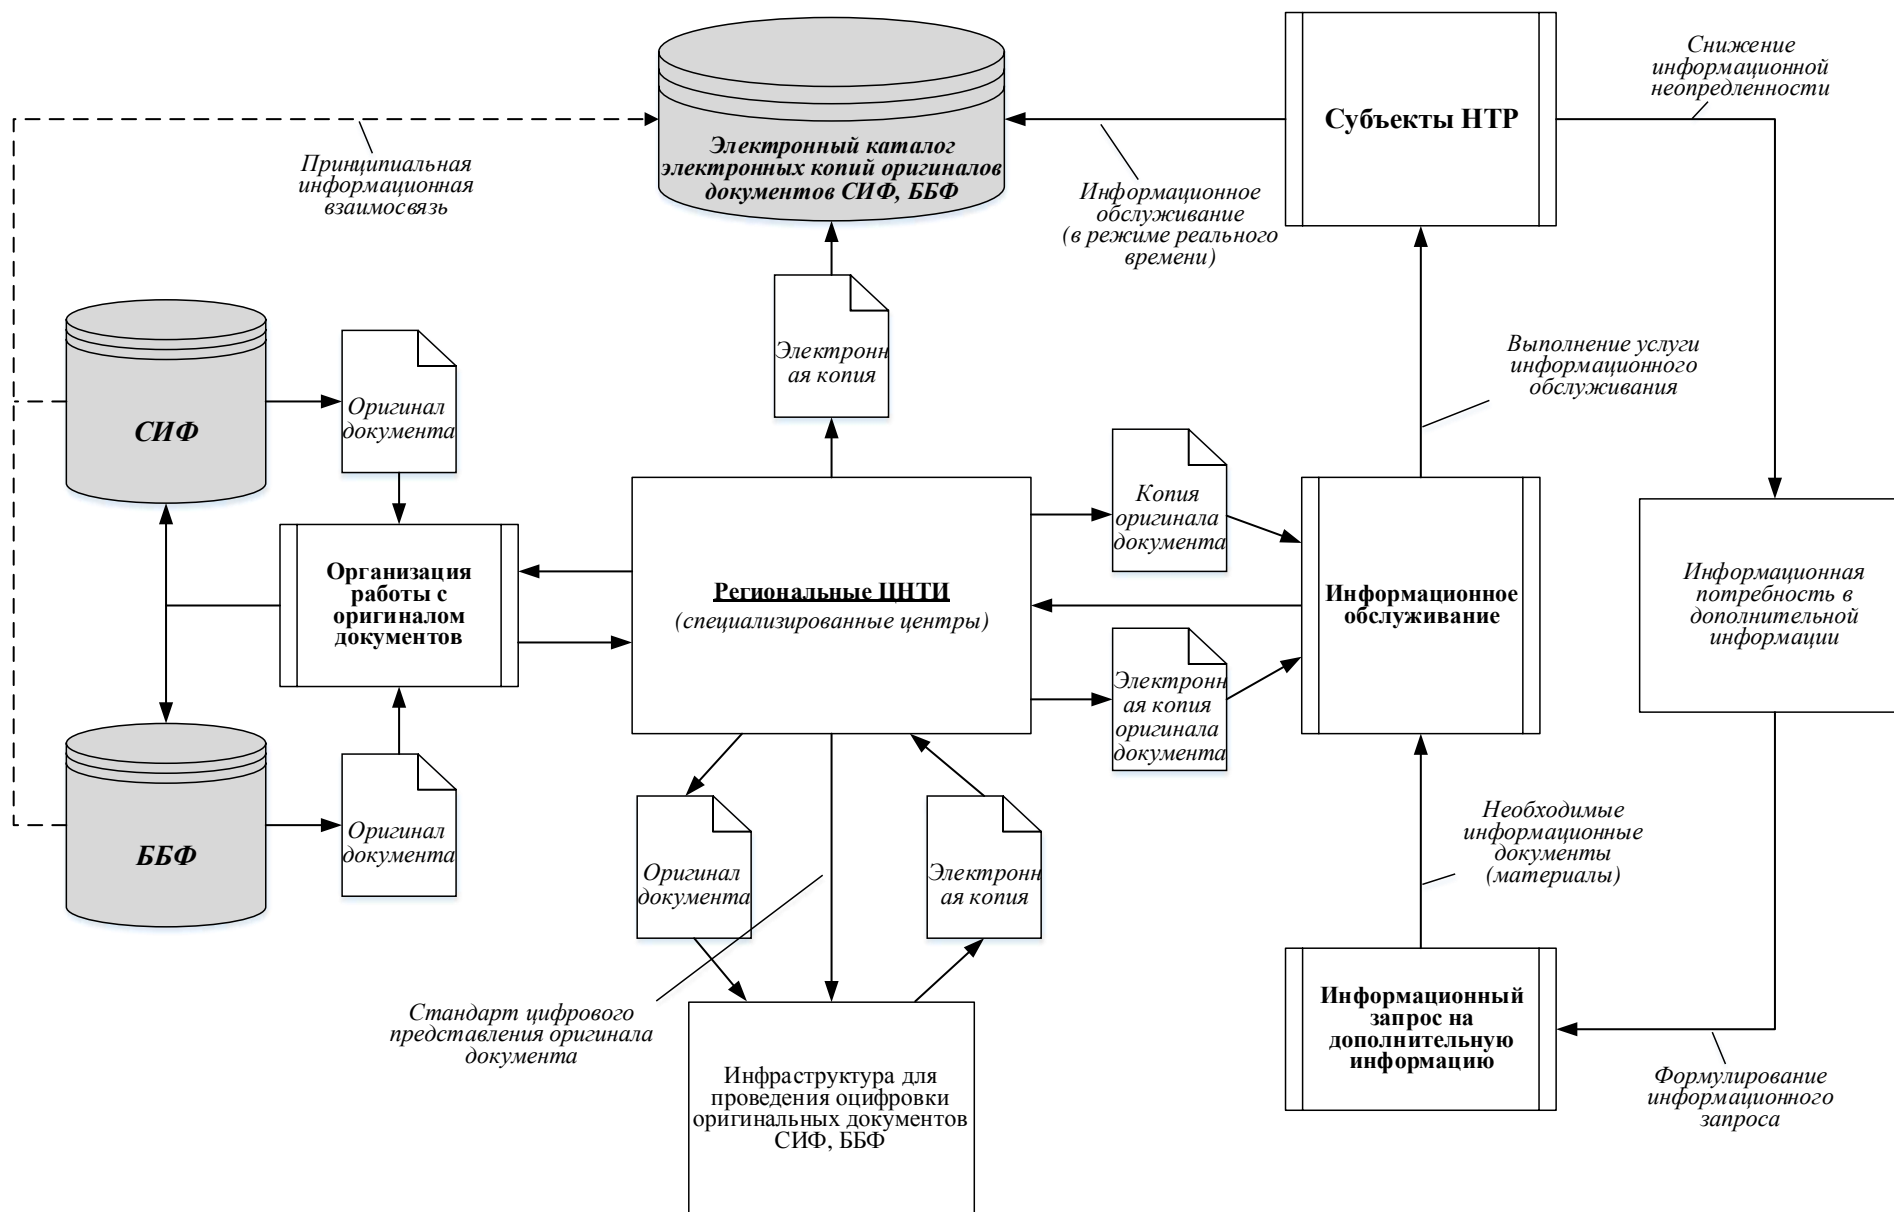 Снижение
информационной
неопредленности
Субъекты НТР
Электронный каталог
электронных копий оригиналов
документов СИФ, ББФ
Принципиальная
информационная
взаимосвязь
Информационное
обслуживание
(в режиме реального
времени)
Электронн
ая копия
Выполнение услуги
информационного
обслуживания
СИФ
Оригинал
документа
Копия
оригинала
документа
Организация
работы с
оригиналом
документов
Региональные ЦНТИ
(специализированные центры)
Информационное
обслуживание
Информационная
потребность в
дополнительной
информации
Электронн
ая копия
оригинала
документа
ББФ
Оригинал
документа
Оригинал
документа
Электронн
ая копия
Необходимые
информационные
документы
(материалы)
Стандарт цифрового
представления оригинала
документа
Информационный
запрос на
дополнительную
информацию
Формулирование
информационного
запроса
Инфраструктура для
проведения оцифровки
оригинальных документов
СИФ, ББФ